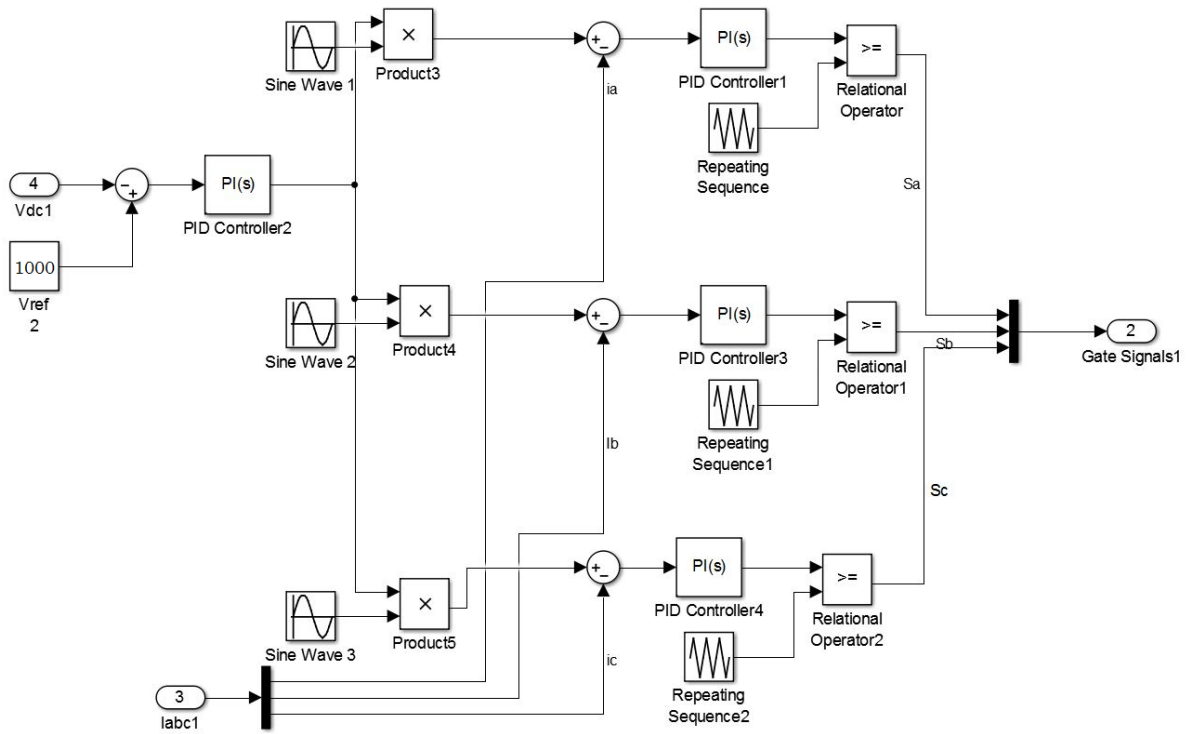 ×
Product3
Sine Wave 1
+
−
ia
PI(s)
PID Controller1
>=
Relational
Operator
Repeating
Sequence
Sa
4
Vdc1
−
+
PI(s)
PID Controller2
1000
Vref
2
×
Product4
Sine Wave 2
+
−
Ib
PI(s)
PID Controller3
>=
Relational
Operator1
Repeating
Sequence1
Sb
2
Gate Signals1
Sc
×
Product5
Sine Wave 3
+
−
ic
PI(s)
PID Controller4
>=
Relational
Operator2
Repeating
Sequence2
3
Iabc1